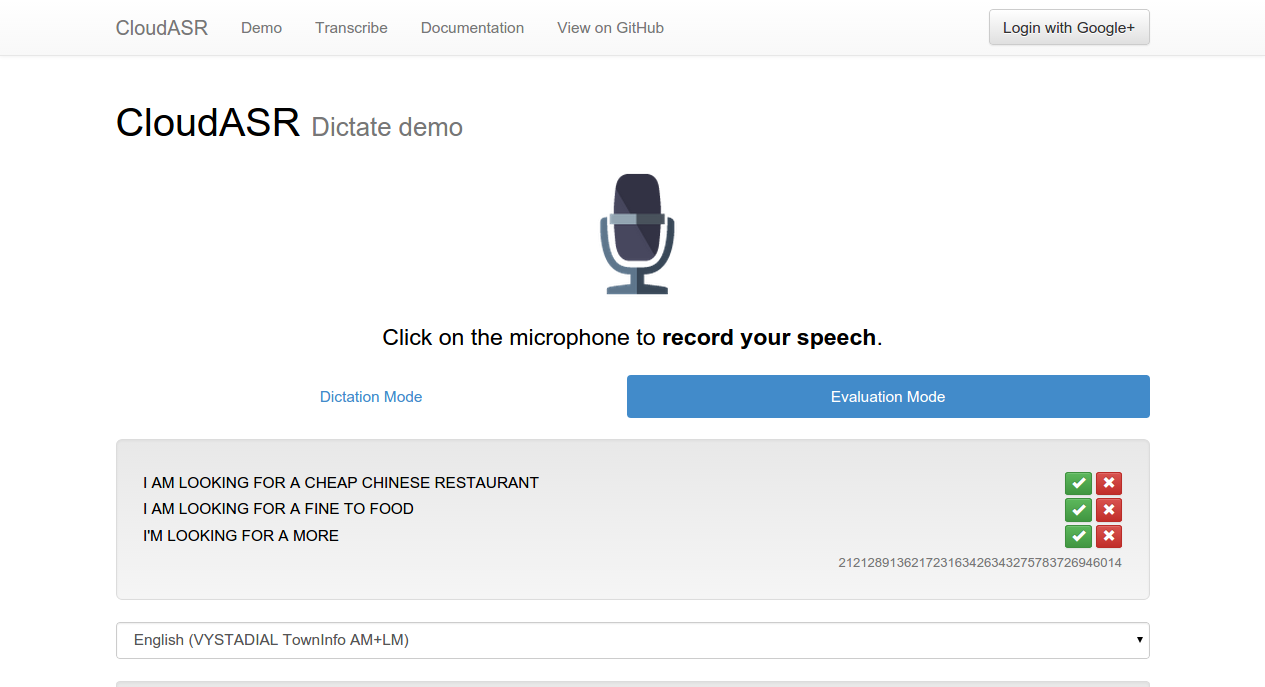 CloudASR Demo Transcribe Documentation View on GitHub Login with Google+
CloudASR Dictate demo
Click on the microphone to record your speech.
Dictation Mode Evaluation Mode
I AM LOOKING FOR A CHEAP CHINESE RESTAURANT
I AM LOOKING FOR A FINE TO FOOD
I'M LOOKING FOR A MORE
212128913621723163426343275783726946014
English (VYSTADIAL TownInfo AM+LM)